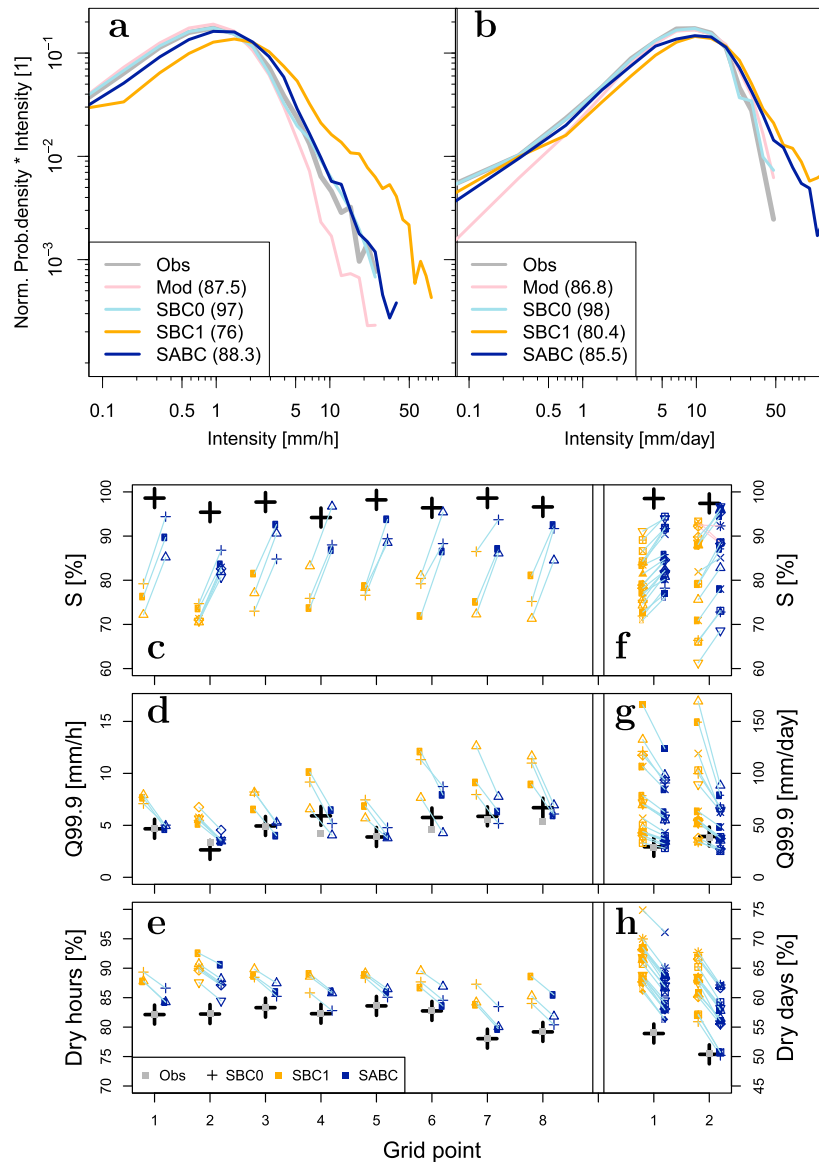 a
b
Norm. Prob.density * Intensity [1]
10⁻¹
10⁻²
10⁻³
Obs
Mod (87.5)
SBC0 (97)
SBC1 (76)
SABC (88.3)
Obs
Mod (86.8)
SBC0 (98)
SBC1 (80.4)
SABC (85.5)
0.1 0.5 1 5 10 50
0.1 0.5 1 5 10 50
Intensity [mm/h]
Intensity [mm/day]
S [%]
100
90
80
70
60
c
f
100
90
80
70
60
S [%]
Q99.9 [mm/h]
15
10
5
0
d
g
150
100
50
0
Q99.9 [mm/day]
Dry hours [%]
95
90
85
80
75
70
e
h
75
70
65
60
55
50
45
Dry days [%]
Obs SBC0 SBC1 SABC
1 2 3 4 5 6 7 8 1 2
Grid point